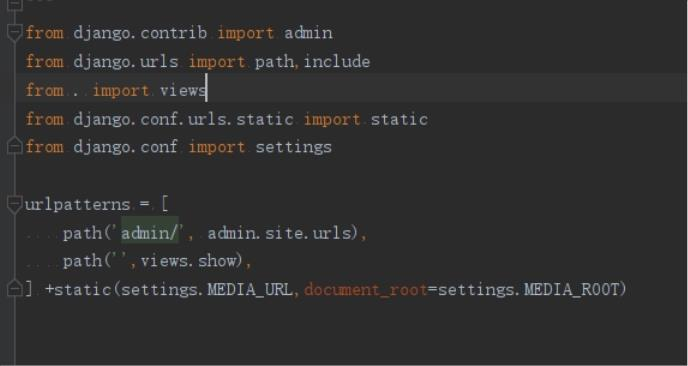 from django.contrib import admin
from django.urls import path,include
from . import views
from django.conf.urls.static import static
from django.conf import settings
urlpatterns = [
    path('admin/', admin.site.urls),
    path('',views.show),
] +static(settings.MEDIA_URL,document_root=settings.MEDIA_ROOT)